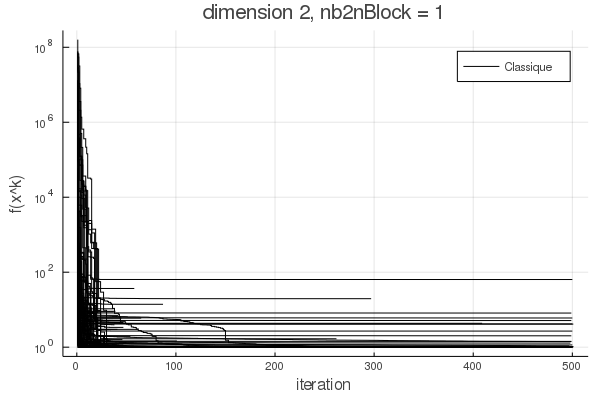 dimension 2, nb2nBlock = 1
10^8
10^6
10^4
10^2
10^0
f(x^k)
Classique
0 100 200 300 400 500
iteration